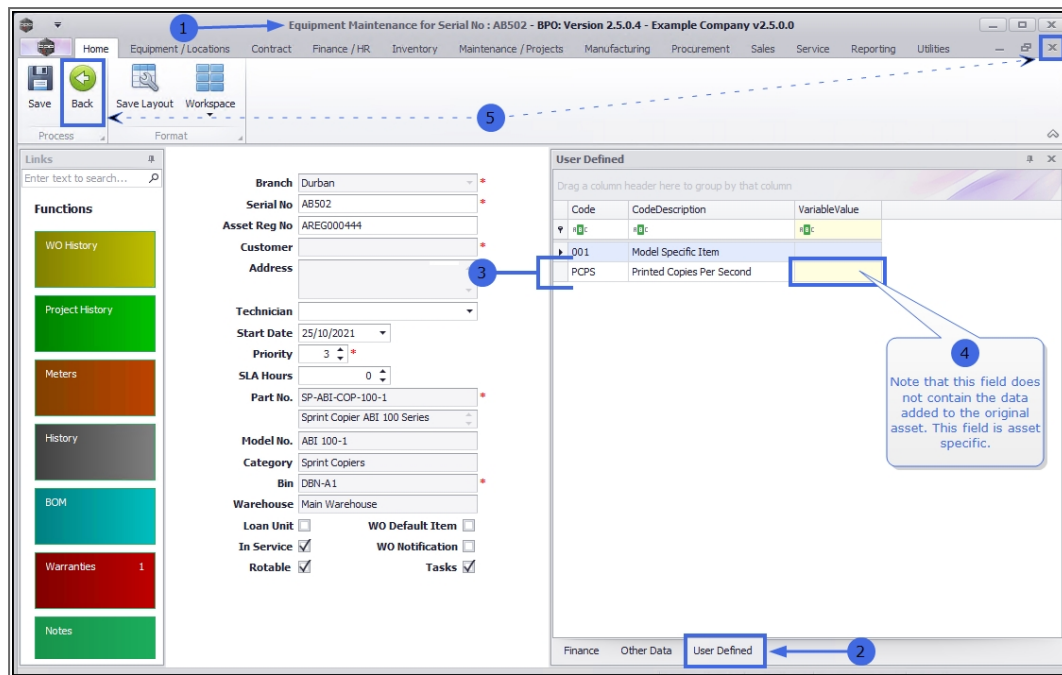 1
Equipment Maintenance for Serial No : AB502 - BPO: Version 2.5.0.4 - Example Company v2.5.0.0
Home Equipment / Locations Contract Finance / HR Inventory Maintenance / Projects Manufacturing Procurement Sales Service Reporting Utilities
Save Back Save Layout Workspace
5
Process Format
Links
Enter text to search...
Functions
WO History
Project History
Meters
History
BOM
Warranties 1
Notes
Branch Durban *
Serial No AB502 *
Asset Reg No AREG000444
Customer *
Address
Technician
Start Date 25/10/2021
Priority 3 *
SLA Hours 0
Part No. SP-ABI-COP-100-1 *
Sprint Copier ABI 100 Series
Model No. ABI 100-1
Category Sprint Copiers
Bin DBN-A1 *
Warehouse Main Warehouse
Loan Unit WO Default Item
In Service WO Notification
Rotable Tasks
User Defined
Drag a column header here to group by that column
Code CodeDescription VariableValue
ABC ABC ABC
001 Model Specific Item
3
PCPS Printed Copies Per Second
4
Note that this field does
not contain the data
added to the original
asset. This field is asset
specific.
Finance Other Data User Defined
2